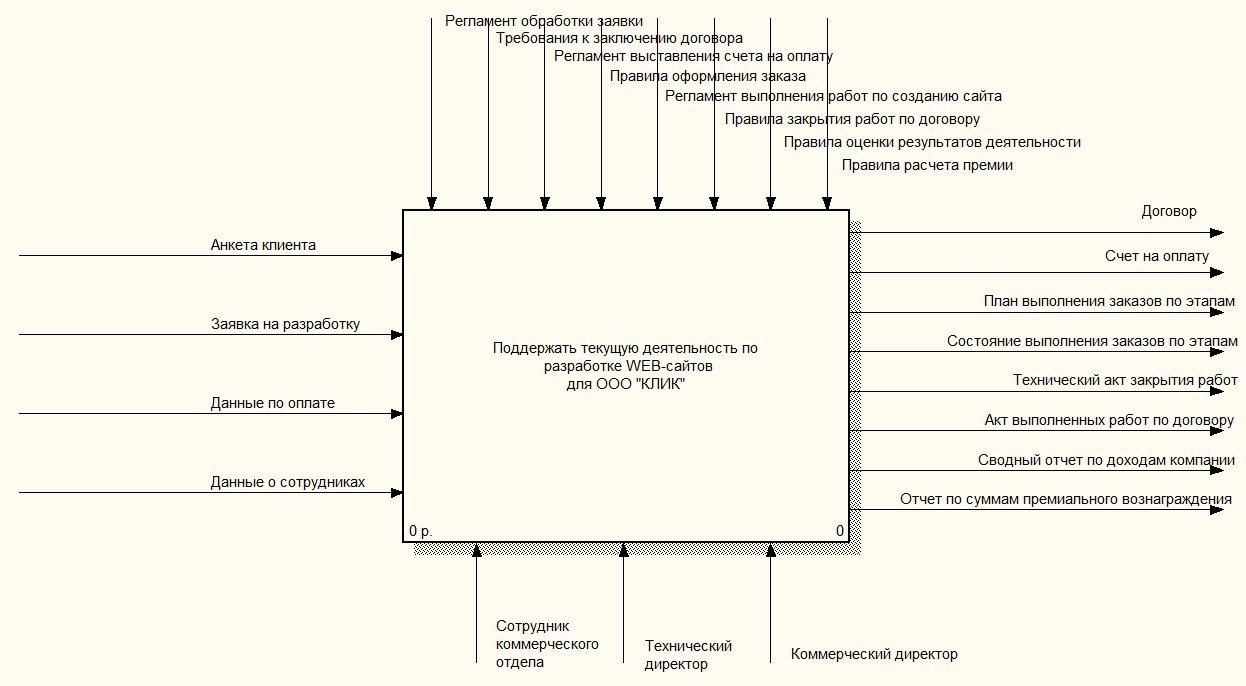 Регламент обработки заявки
Требования к заключению договора
Регламент выставления счета на оплату
Правила оформления заказа
Регламент выполнения работ по созданию сайта
Правила закрытия работ по договору
Правила оценки результатов деятельности
Правила расчета премии
Анкета клиента
Заявка на разработку
Данные по оплате
Данные о сотрудниках
Поддержать текущую деятельность по
разработке WEB-сайтов
для ООО "КЛИК"
0 р.
0
Договор
Счет на оплату
План выполнения заказов по этапам
Состояние выполнения заказов по этапам
Технический акт закрытия работ
Акт выполненных работ по договору
Сводный отчет по доходам компании
Отчет по суммам премиального вознаграждения
Сотрудник
коммерческого
отдела
Технический
директор
Коммерческий директор